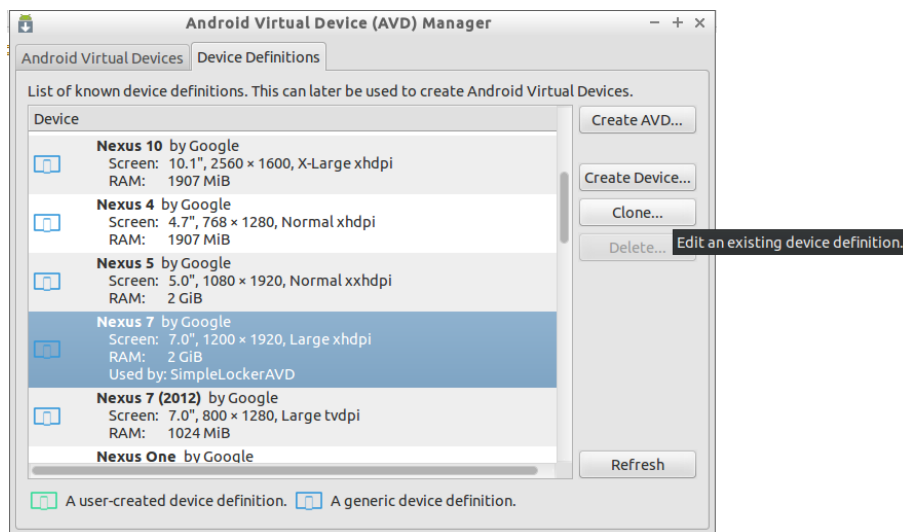 Android Virtual Device (AVD) Manager
Android Virtual Devices
Device Definitions
List of known device definitions. This can later be used to create Android Virtual Devices.
Device
Nexus 10 by Google
Screen: 10.1", 2560 × 1600, X-Large xhdpi
RAM: 1907 MiB
Nexus 4 by Google
Screen: 4.7", 768 × 1280, Normal xhdpi
RAM: 1907 MiB
Nexus 5 by Google
Screen: 5.0", 1080 × 1920, Normal xxhdpi
RAM: 2 GiB
Nexus 7 by Google
Screen: 7.0", 1200 × 1920, Large xhdpi
RAM: 2 GiB
Used by: SimpleLockerAVD
Nexus 7 (2012) by Google
Screen: 7.0", 800 × 1280, Large tvdpi
RAM: 1024 MiB
Nexus One by Google
Create AVD...
Create Device...
Clone...
Delete...
Edit an existing device definition.
Refresh
A user-created device definition.
A generic device definition.